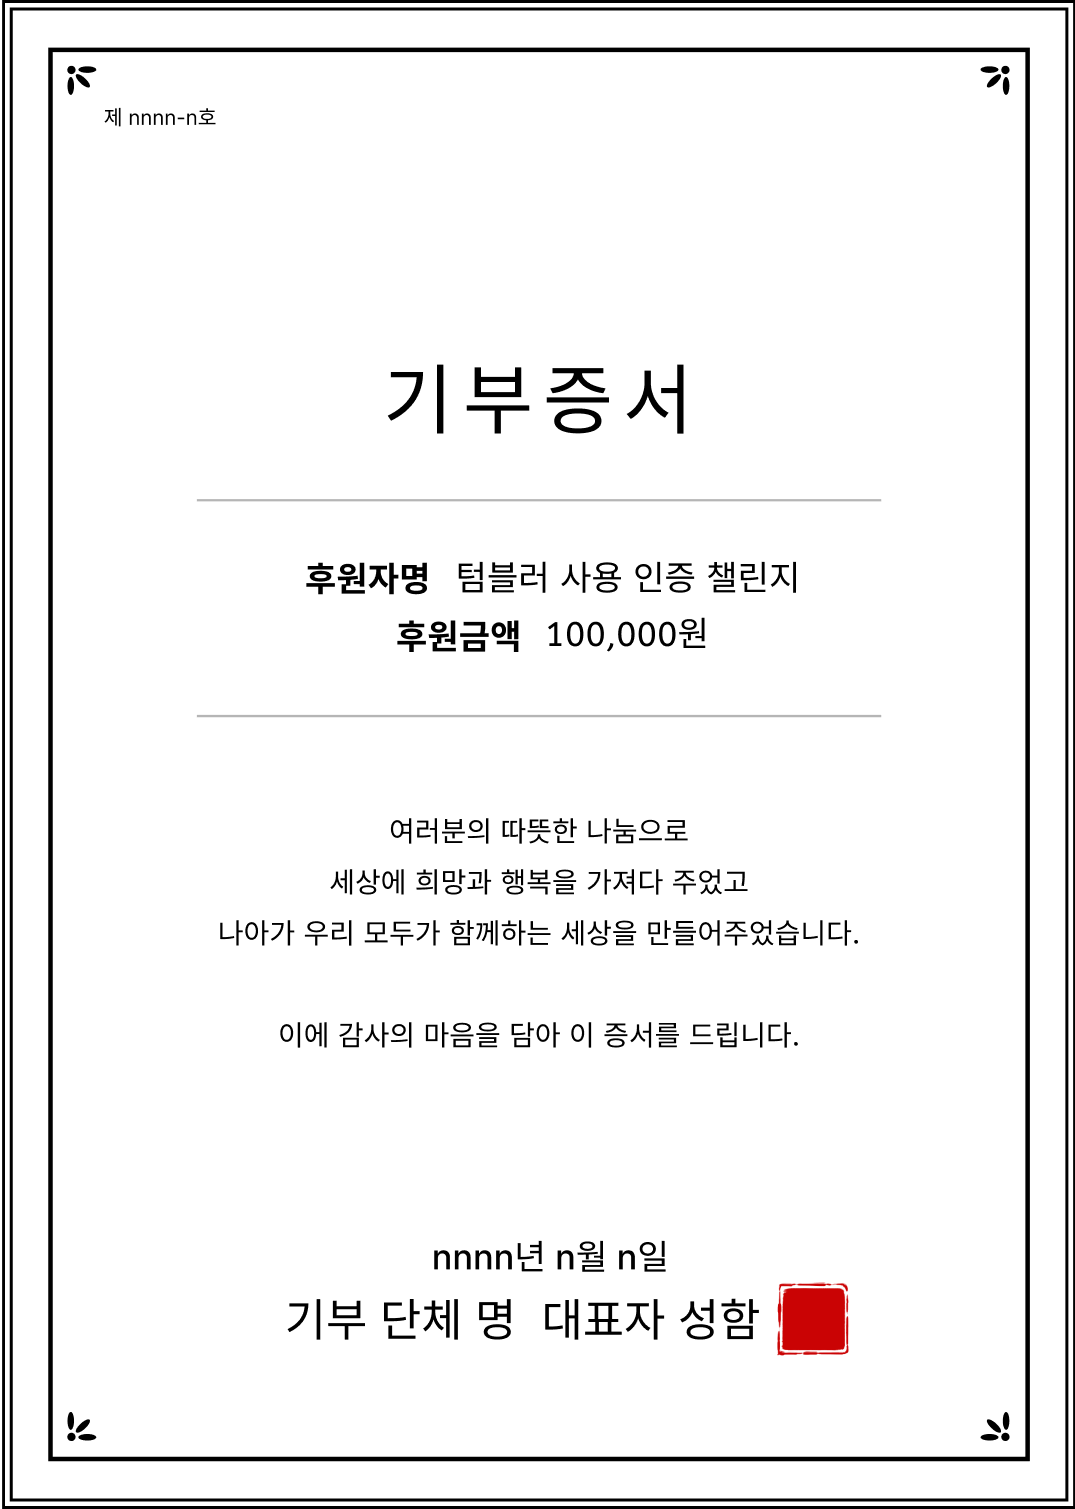 제 nnnn-n호
기부증서
후원자명 텀블러 사용 인증 챌린지
후원금액 100,000원
여러분의 따뜻한 나눔으로
세상에 희망과 행복을 가져다 주었고
나아가 우리 모두가 함께하는 세상을 만들어주었습니다.
이에 감사의 마음을 담아 이 증서를 드립니다.
nnnn년 n월 n일
기부 단체 명 대표자 성함